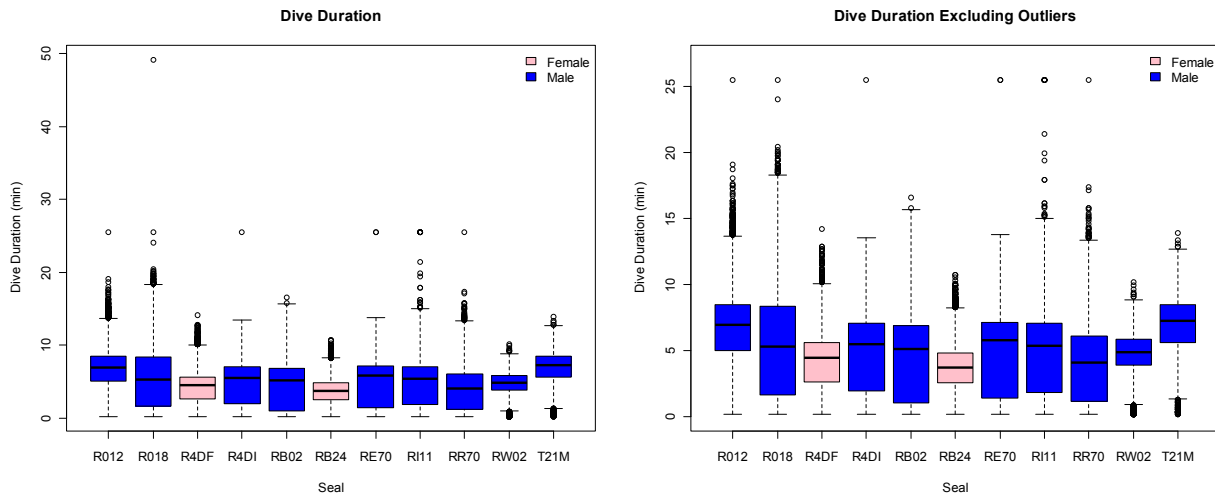 Dive Duration
Dive Duration (min)
50
40
30
20
10
0
Female
Male
R012 R018 R4DF R4DI RB02 RB24 RE70 RI11 RR70 RW02 T21M
Seal
Dive Duration Excluding Outliers
Dive Duration (min)
25
20
15
10
5
0
Female
Male
R012 R018 R4DF R4DI RB02 RB24 RE70 RI11 RR70 RW02 T21M
Seal